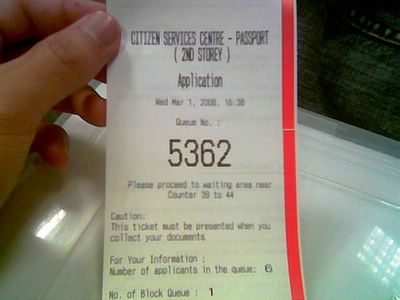 CITIZEN SERVICES CENTRE - PASSPORT
( 2ND STOREY )
Application
Wed Mar 1, 2006, 16:38
Queue No. :
5362
Please proceed to waiting area near
Counter 39 to 44
Caution:
This ticket must be presented when you
collect your documents
For Your Information :
Number of applicants in the queue: 6
No. of Block Queue : 1